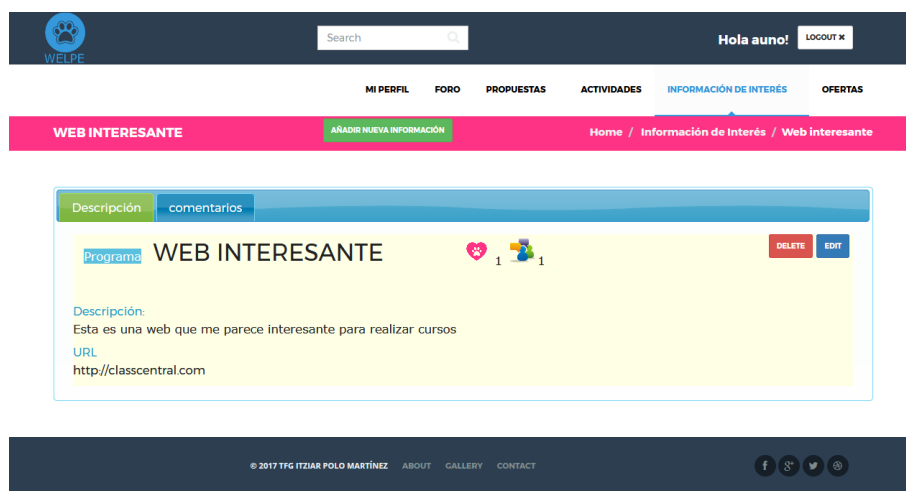 WELPE
Search
Hola auno!
LOGOUT ×
MI PERFIL FORO PROPUESTAS ACTIVIDADES INFORMACIÓN DE INTERÉS OFERTAS
WEB INTERESANTE
AÑADIR NUEVA INFORMACIÓN
Home / Información de Interés / Web interesante
Descripción comentarios
Programa WEB INTERESANTE 1 1
DELETE EDIT
Descripción:
Esta es una web que me parece interesante para realizar cursos
URL
http://classcentral.com
© 2017 TFG ITZIAR POLO MARTÍNEZ ABOUT GALLERY CONTACT